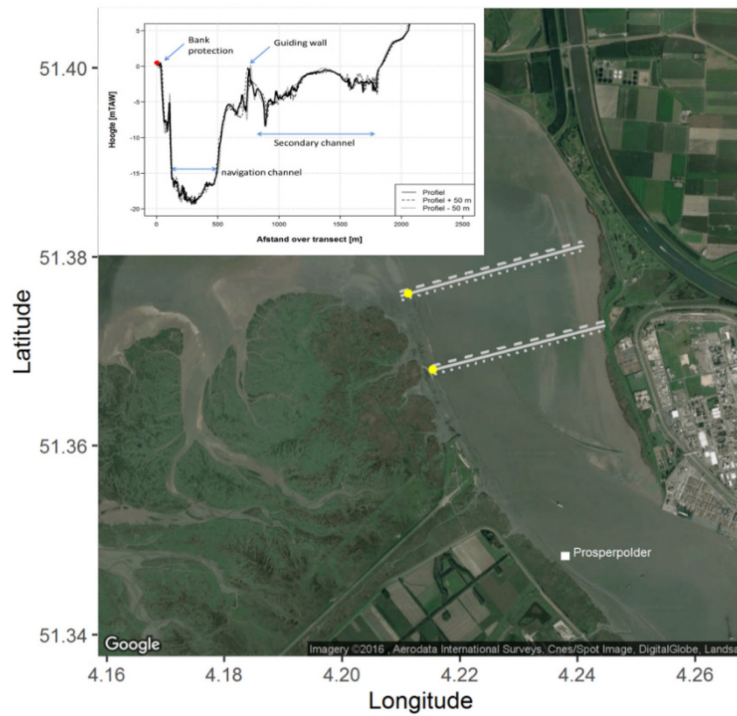 Bank
protection
Guiding wall
Secondary channel
navigation channel
Hoogte [mTAW]
5
0
-5
-10
-15
-20
0
500
1000
1500
2000
2500
Afstand over transect [m]
Profiel
Profiel + 50 m
Profiel - 50 m
Latitude
51.40
51.38
51.36
51.34
Prosperpolder
Google
Imagery ©2016 , Aerodata International Surveys, Cnes/Spot Image, DigitalGlobe, Landsa
4.16
4.18
4.20
4.22
4.24
4.26
Longitude